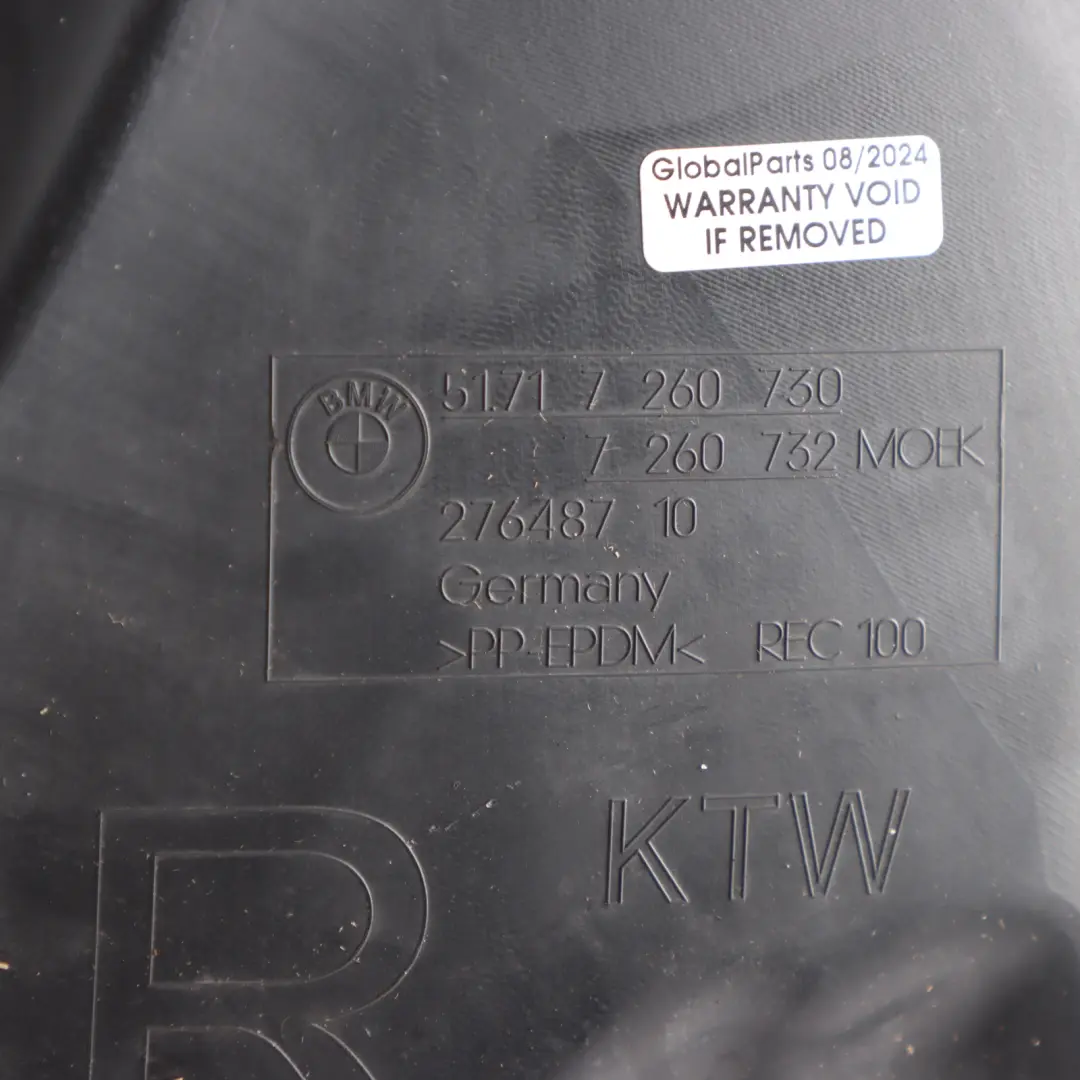 GlobalParts 08/2024
WARRANTY VOID
IF REMOVED
BMW
51.71 7 260 730
7 260 732 MOEK
276487 10
Germany
>PP-EPDM< REC 100
KTW
R